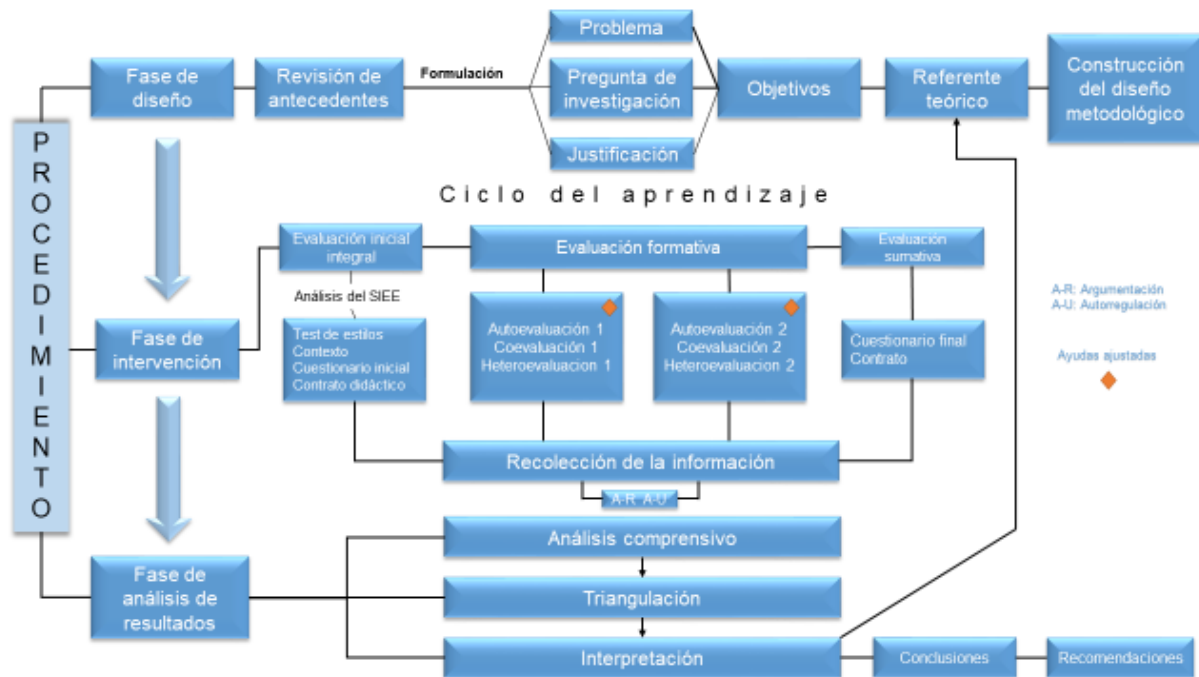 PROCEDIMIENTO
Fase de
diseño
Revisión de
antecedentes
Formulación
Problema
Pregunta de
investigación
Justificación
Objetivos
Referente
teórico
Construcción
del diseño
metodológico
Ciclo del aprendizaje
Fase de
intervención
Evaluación inicial
integral
Análisis del SIEE
Test de estilos
Contexto
Cuestionario inicial
Contrato didáctico
Evaluación formativa
Autoevaluación 1
Coevaluación 1
Heteroevaluacion 1
Autoevaluación 2
Coevaluación 2
Heteroevaluación 2
Evaluación
sumativa
Cuestionario final
Contrato
A-R: Argumentación
A-U: Autorregulación
Ayudas ajustadas
Recolección de la información
A-R A-U
Fase de
análisis de
resultados
Análisis comprensivo
Triangulación
Interpretación
Conclusiones
Recomendaciones